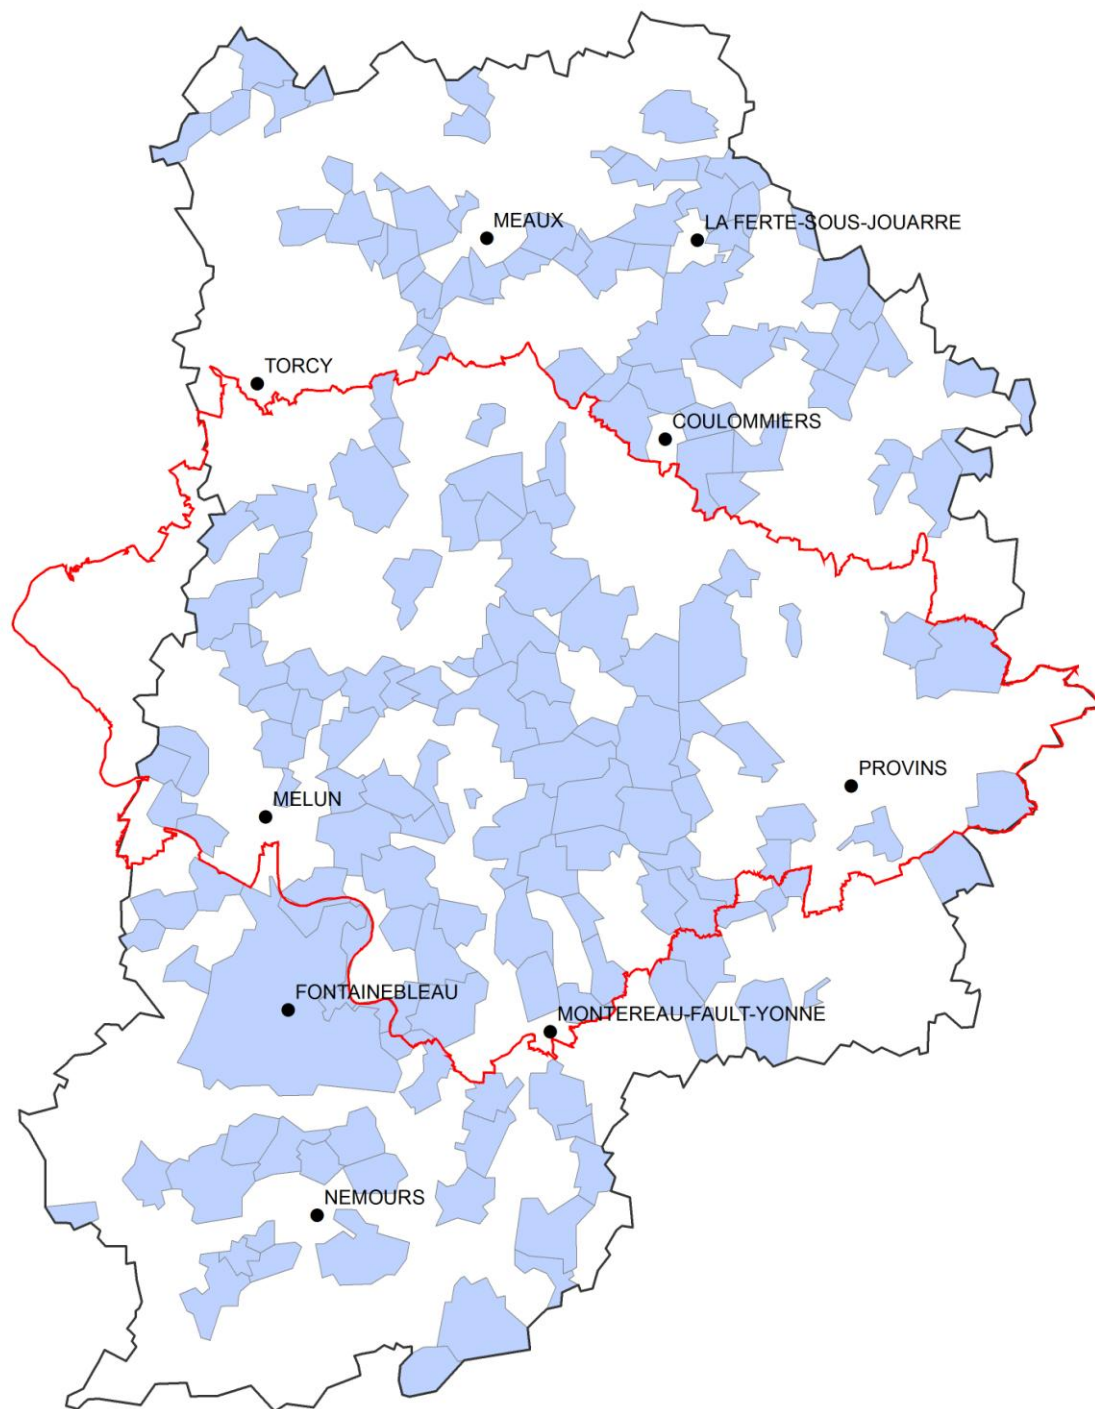 MEAUX
LA FERTE-SOUS-JOUARRE
TORCY
COULOMMIERS
PROVINS
MELUN
FONTAINEBLEAU
MONTEREAU-FAULT-YONNE
NEMOURS